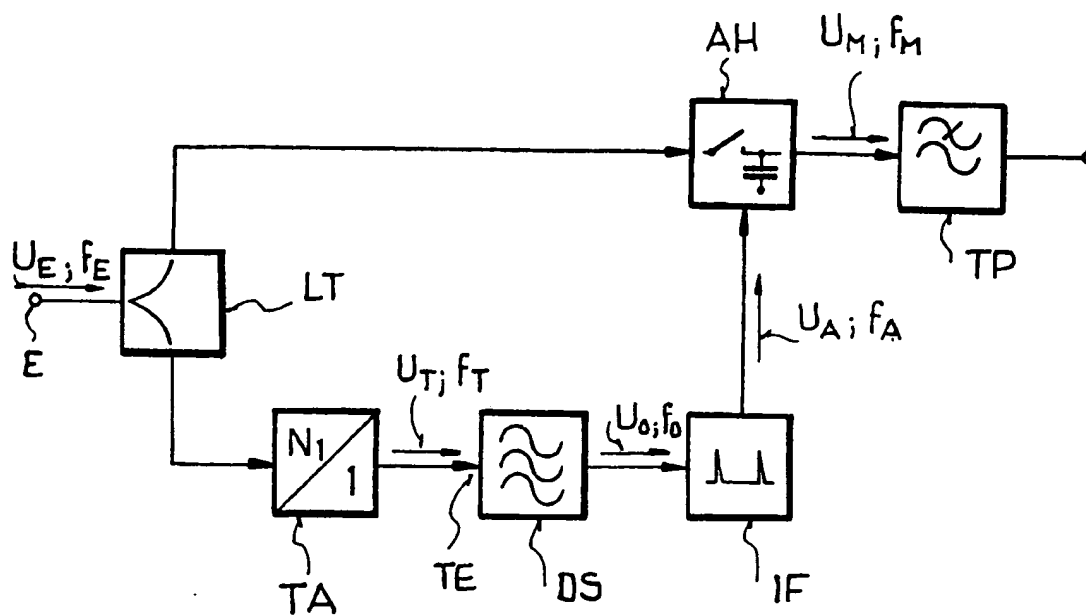 AH
U_M; f_M
TP
U_E; f_E
E
LT
U_A; f_A
U_T; f_T
U_0; f_0
N_1
1
TA
TE
DS
IF